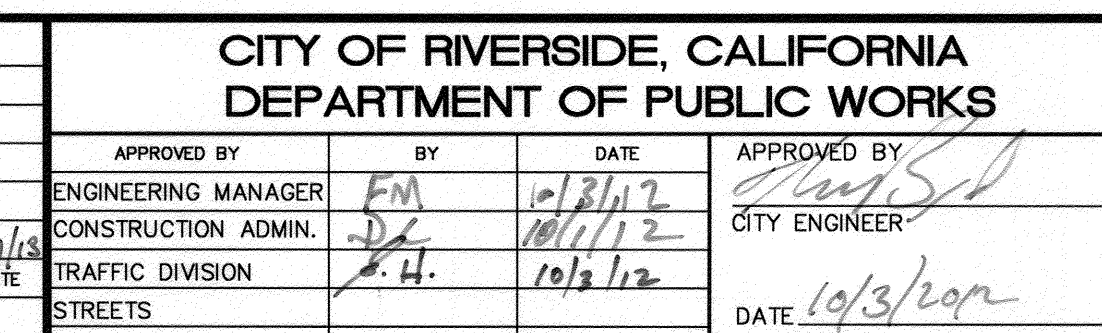 CITY OF RIVERSIDE, CALIFORNIA
DEPARTMENT OF PUBLIC WORKS
APPROVED BY BY DATE APPROVED BY
ENGINEERING MANAGER FM 10/3/12
CITY ENGINEER
CONSTRUCTION ADMIN. 10/1/12
TRAFFIC DIVISION H. 10/3/12
STREETS
DATE 10/3/2012